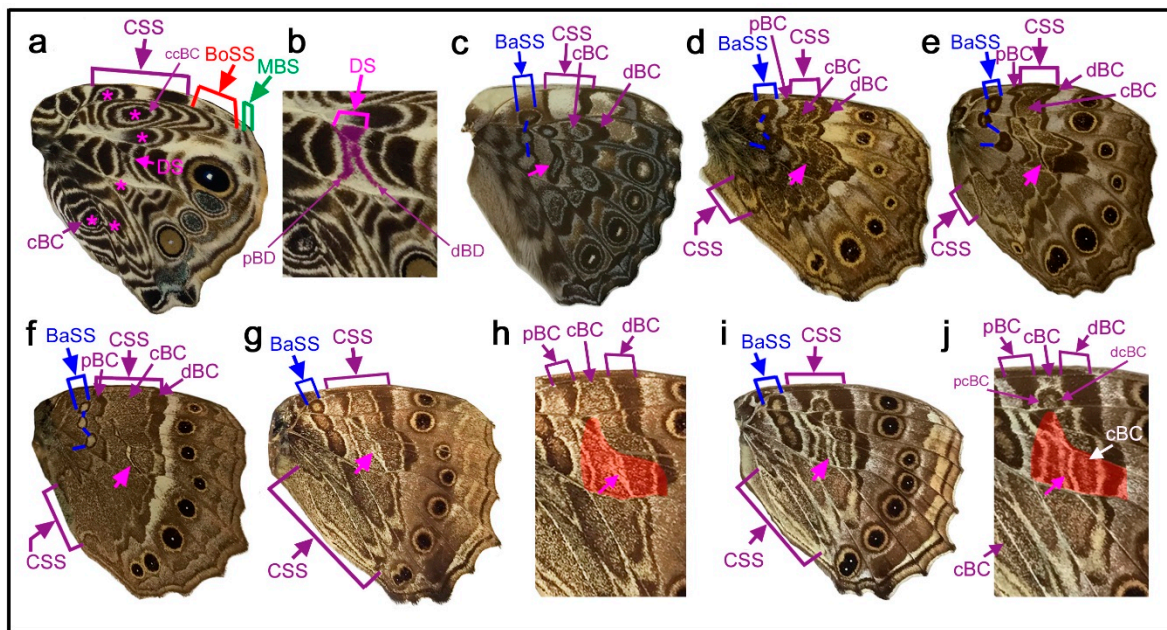 a
CSS
ccBC
BoSS
MBS
DS
cBC
b
DS
pBD
dBD
c
BaSS
CSS
cBC
dBC
d
BaSS
pBC
CSS
cBC
dBC
CSS
e
BaSS
pBC
CSS
dBC
cBC
CSS
f
BaSS
pBC
CSS
cBC
dBC
CSS
g
BaSS
CSS
CSS
h
pBC
cBC
dBC
i
BaSS
CSS
CSS
j
pBC
cBC
dBC
pcBC
dcBC
cBC
cBC